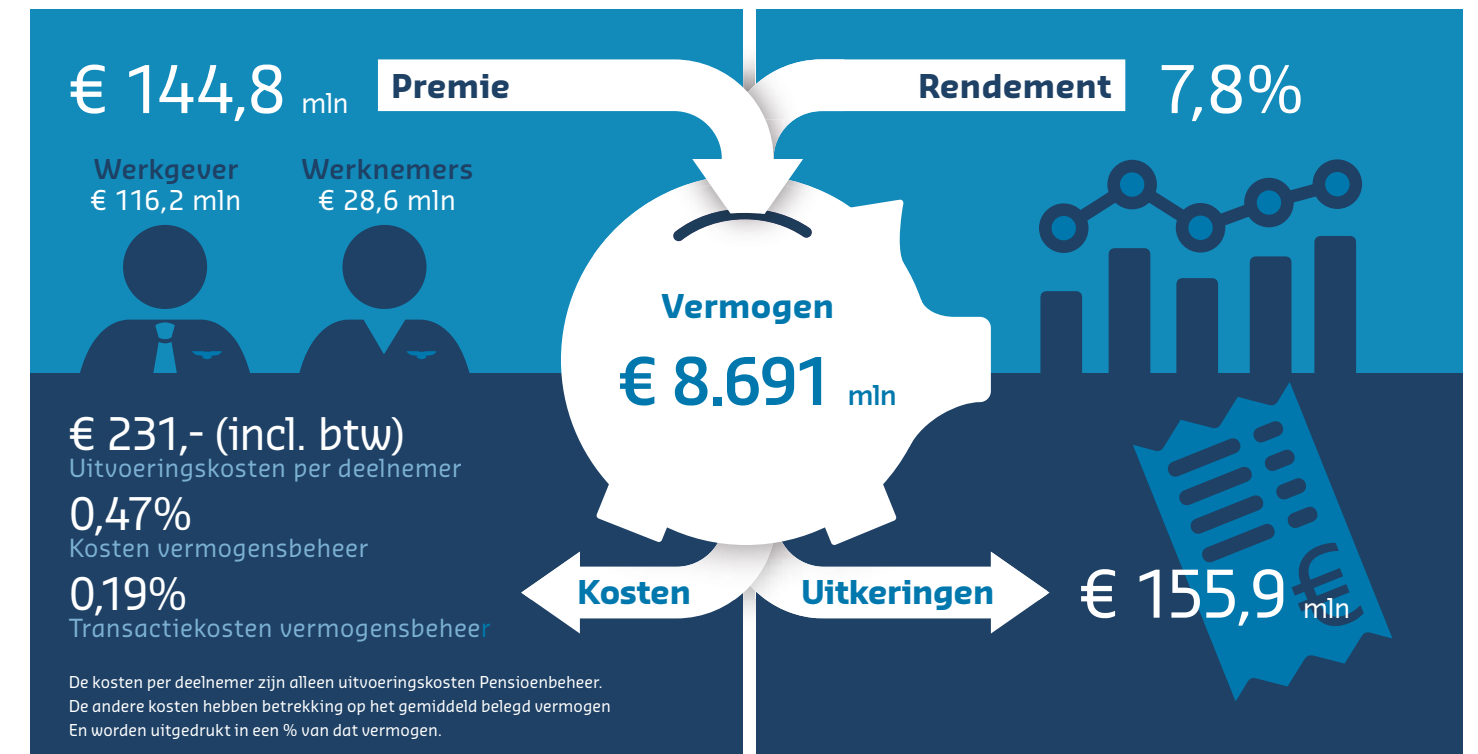 € 144,8 mln
Premie
Rendement
7,8%
Werkgever
€ 116,2 mln
Werknemers
€ 28,6 mln
Vermogen
€ 8.691 mln
€ 231,- (incl. btw)
Uitvoeringskosten per deelnemer
0,47%
Kosten vermogensbeheer
0,19%
Transactiekosten vermogensbeheer
Kosten
Uitkeringen
€ 155,9 mln
De kosten per deelnemer zijn alleen uitvoeringskosten Pensioenbeheer.
De andere kosten hebben betrekking op het gemiddeld belegd vermogen
En worden uitgedrukt in een % van dat vermogen.